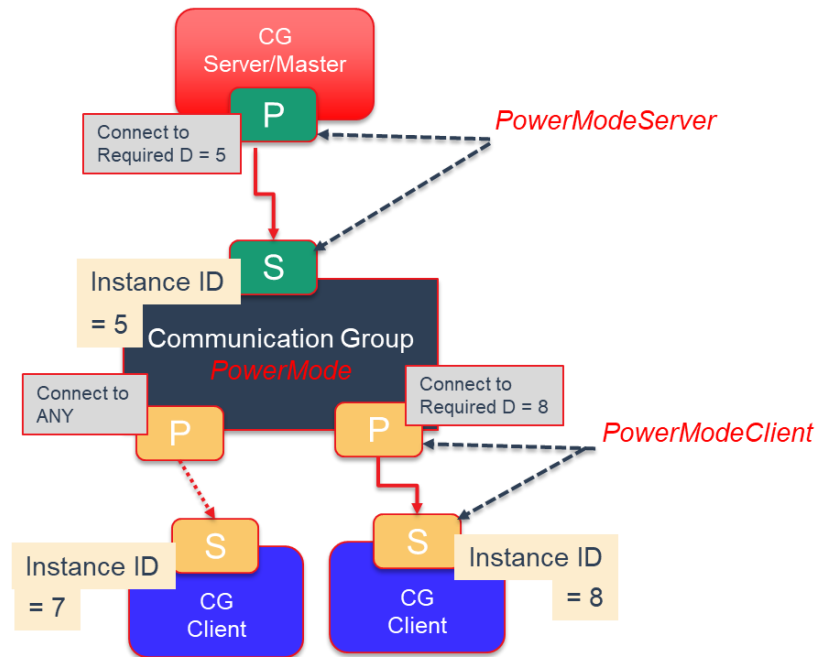 CG
Server/Master
P
Connect to
Required D = 5
PowerModeServer
S
Instance ID
= 5
Communication Group
PowerMode
Connect to
ANY
Connect to
Required D = 8
P
P
PowerModeClient
S
S
Instance ID
= 7
Instance ID
= 8
CG
Client
CG
Client